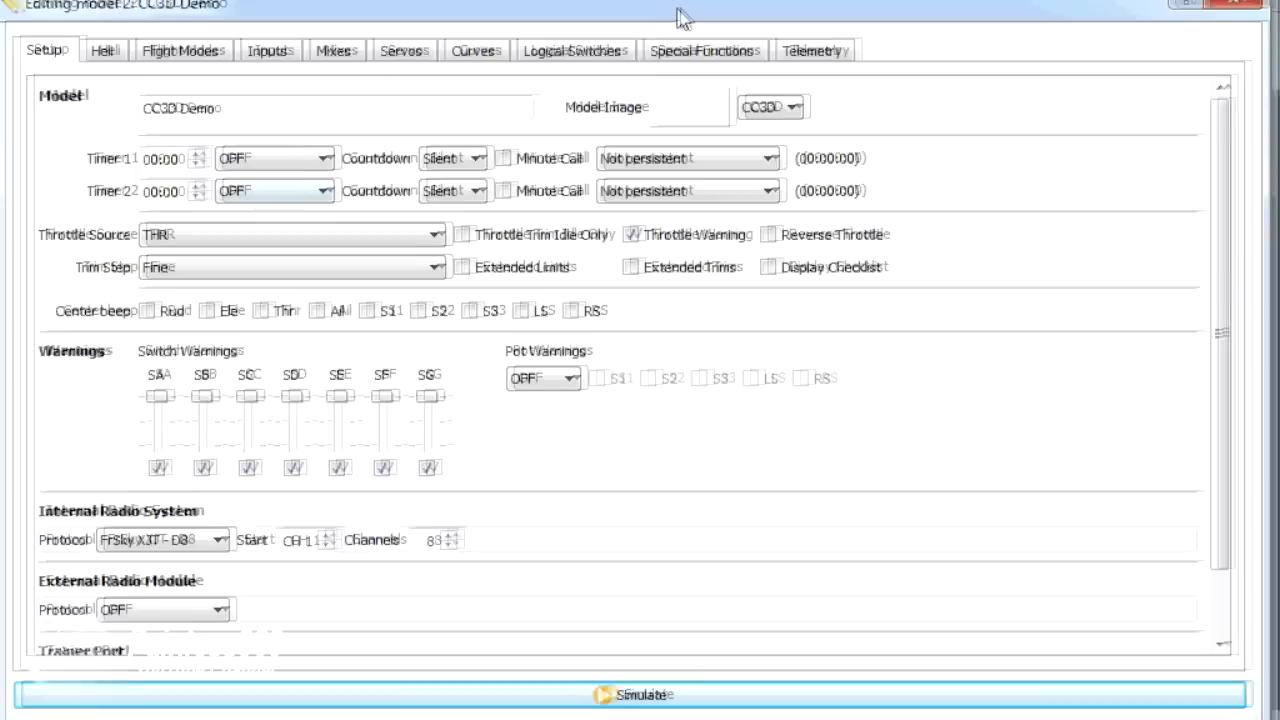 Editing model 2: CC3D Demo
Setup Heli Flight Modes Inputs Mixes Servos Curves Logical Switches Special Functions Telemetry
Model
CC3D Demo Model Image CC3D
Timer 1 00:00 OFF Countdown Silent Minute Call Not persistent (00:00:00)
Timer 2 00:00 OFF Countdown Silent Minute Call Not persistent (00:00:00)
Throttle Source THR Throttle Trim Idle Only Throttle Warning Reverse Throttle
Trim Step Fine Extended Limits Extended Trims Display Checklist
Center beep Rud Ele Thr Ail S1 S2 S3 LS RS
Warnings Switch Warnings Pot Warnings
SA SB SC SD SE SF SG OFF S1 S2 S3 LS RS
Internal Radio System
Protocol FrSky XJT - D8 Start CH1 Channels 8
External Radio Module
Protocol OFF
Trainer Port
Simulate